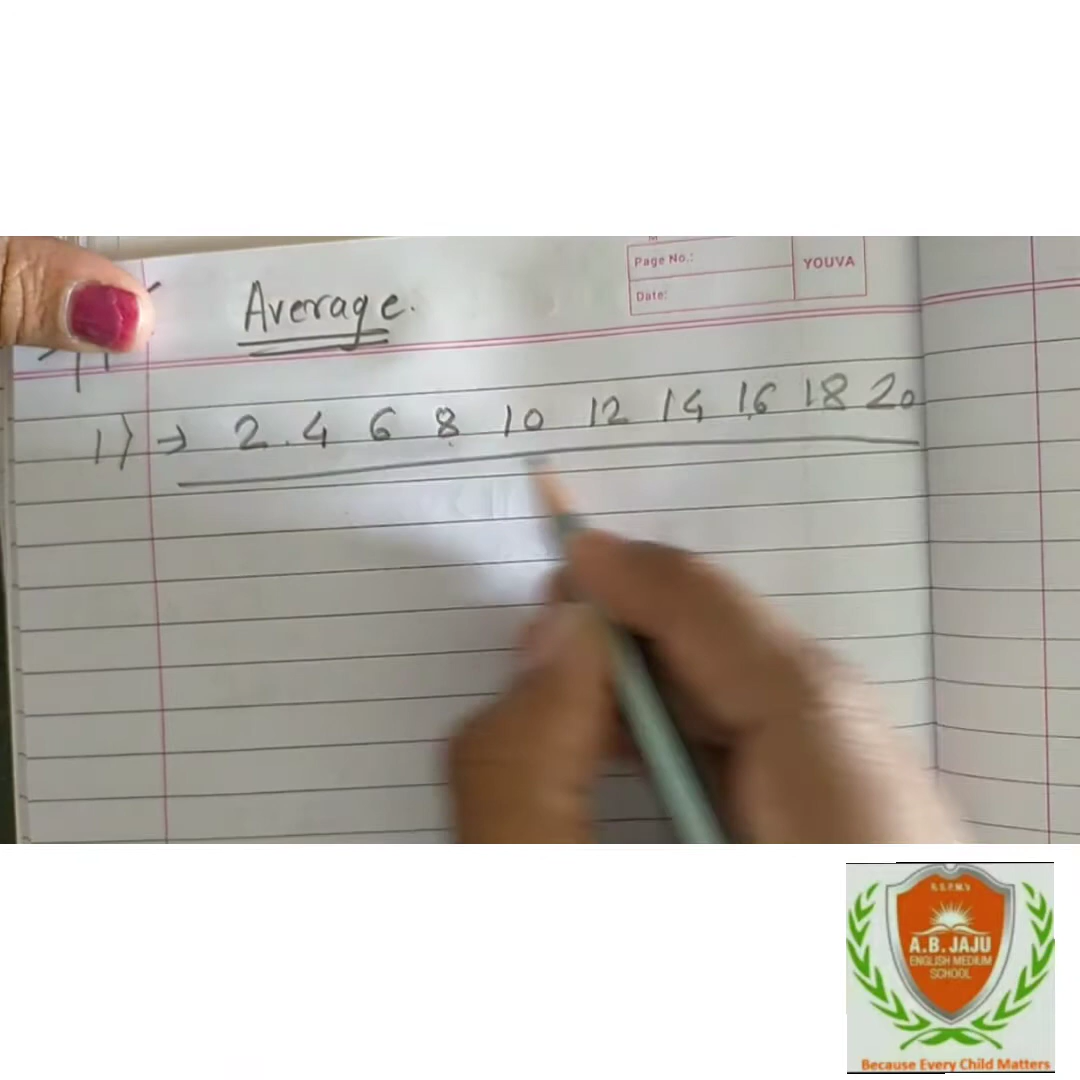 Page No.:
YOUVA
Date:
Average.
1) → 2 4 6 8 10 12 14 16 18 20
A.B. JAJU
ENGLISH MEDIUM
SCHOOL
Because Every Child Matters